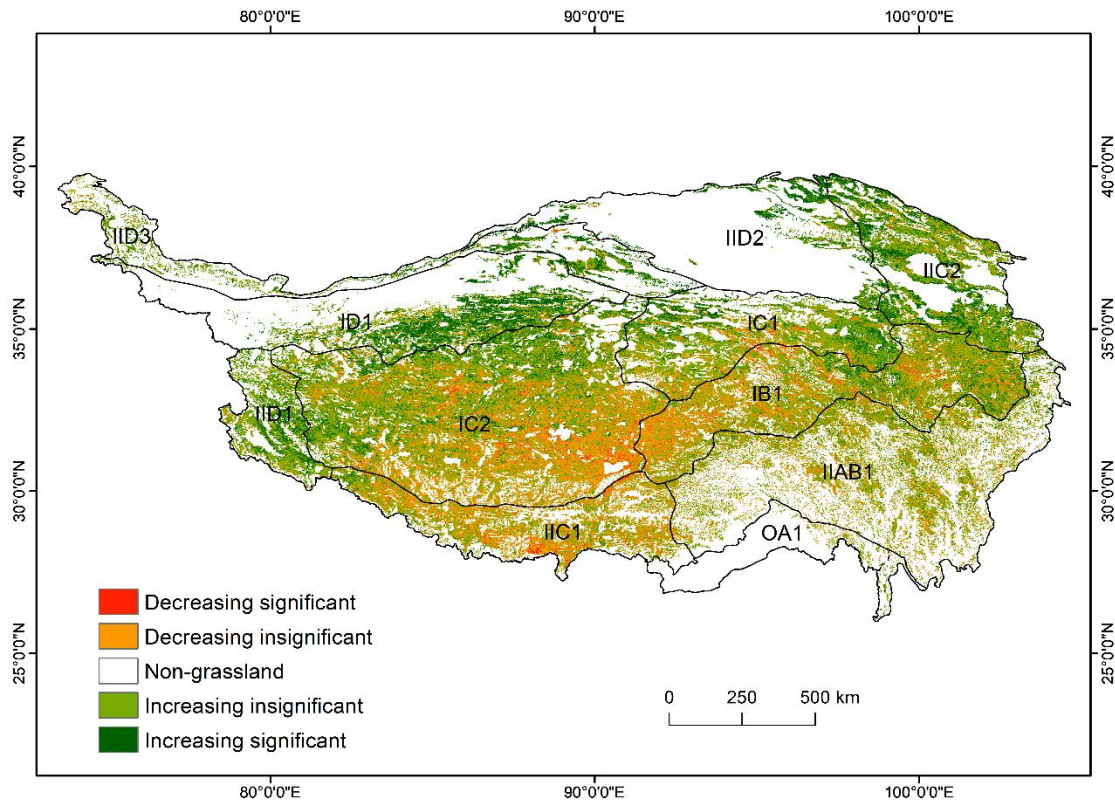 80°0'0"E 90°0'0"E 100°0'0"E
40°0'0"N 40°0'0"N
35°0'0"N 35°0'0"N
30°0'0"N 30°0'0"N
25°0'0"N 25°0'0"N
IID3
IID2
IIC2
ID1
IC1
IID1
IC2
IB1
IIAB1
IIC1
OA1
Decreasing significant
Decreasing insignificant
Non-grassland
Increasing insignificant
Increasing significant
0 250 500 km
80°0'0"E 90°0'0"E 100°0'0"E